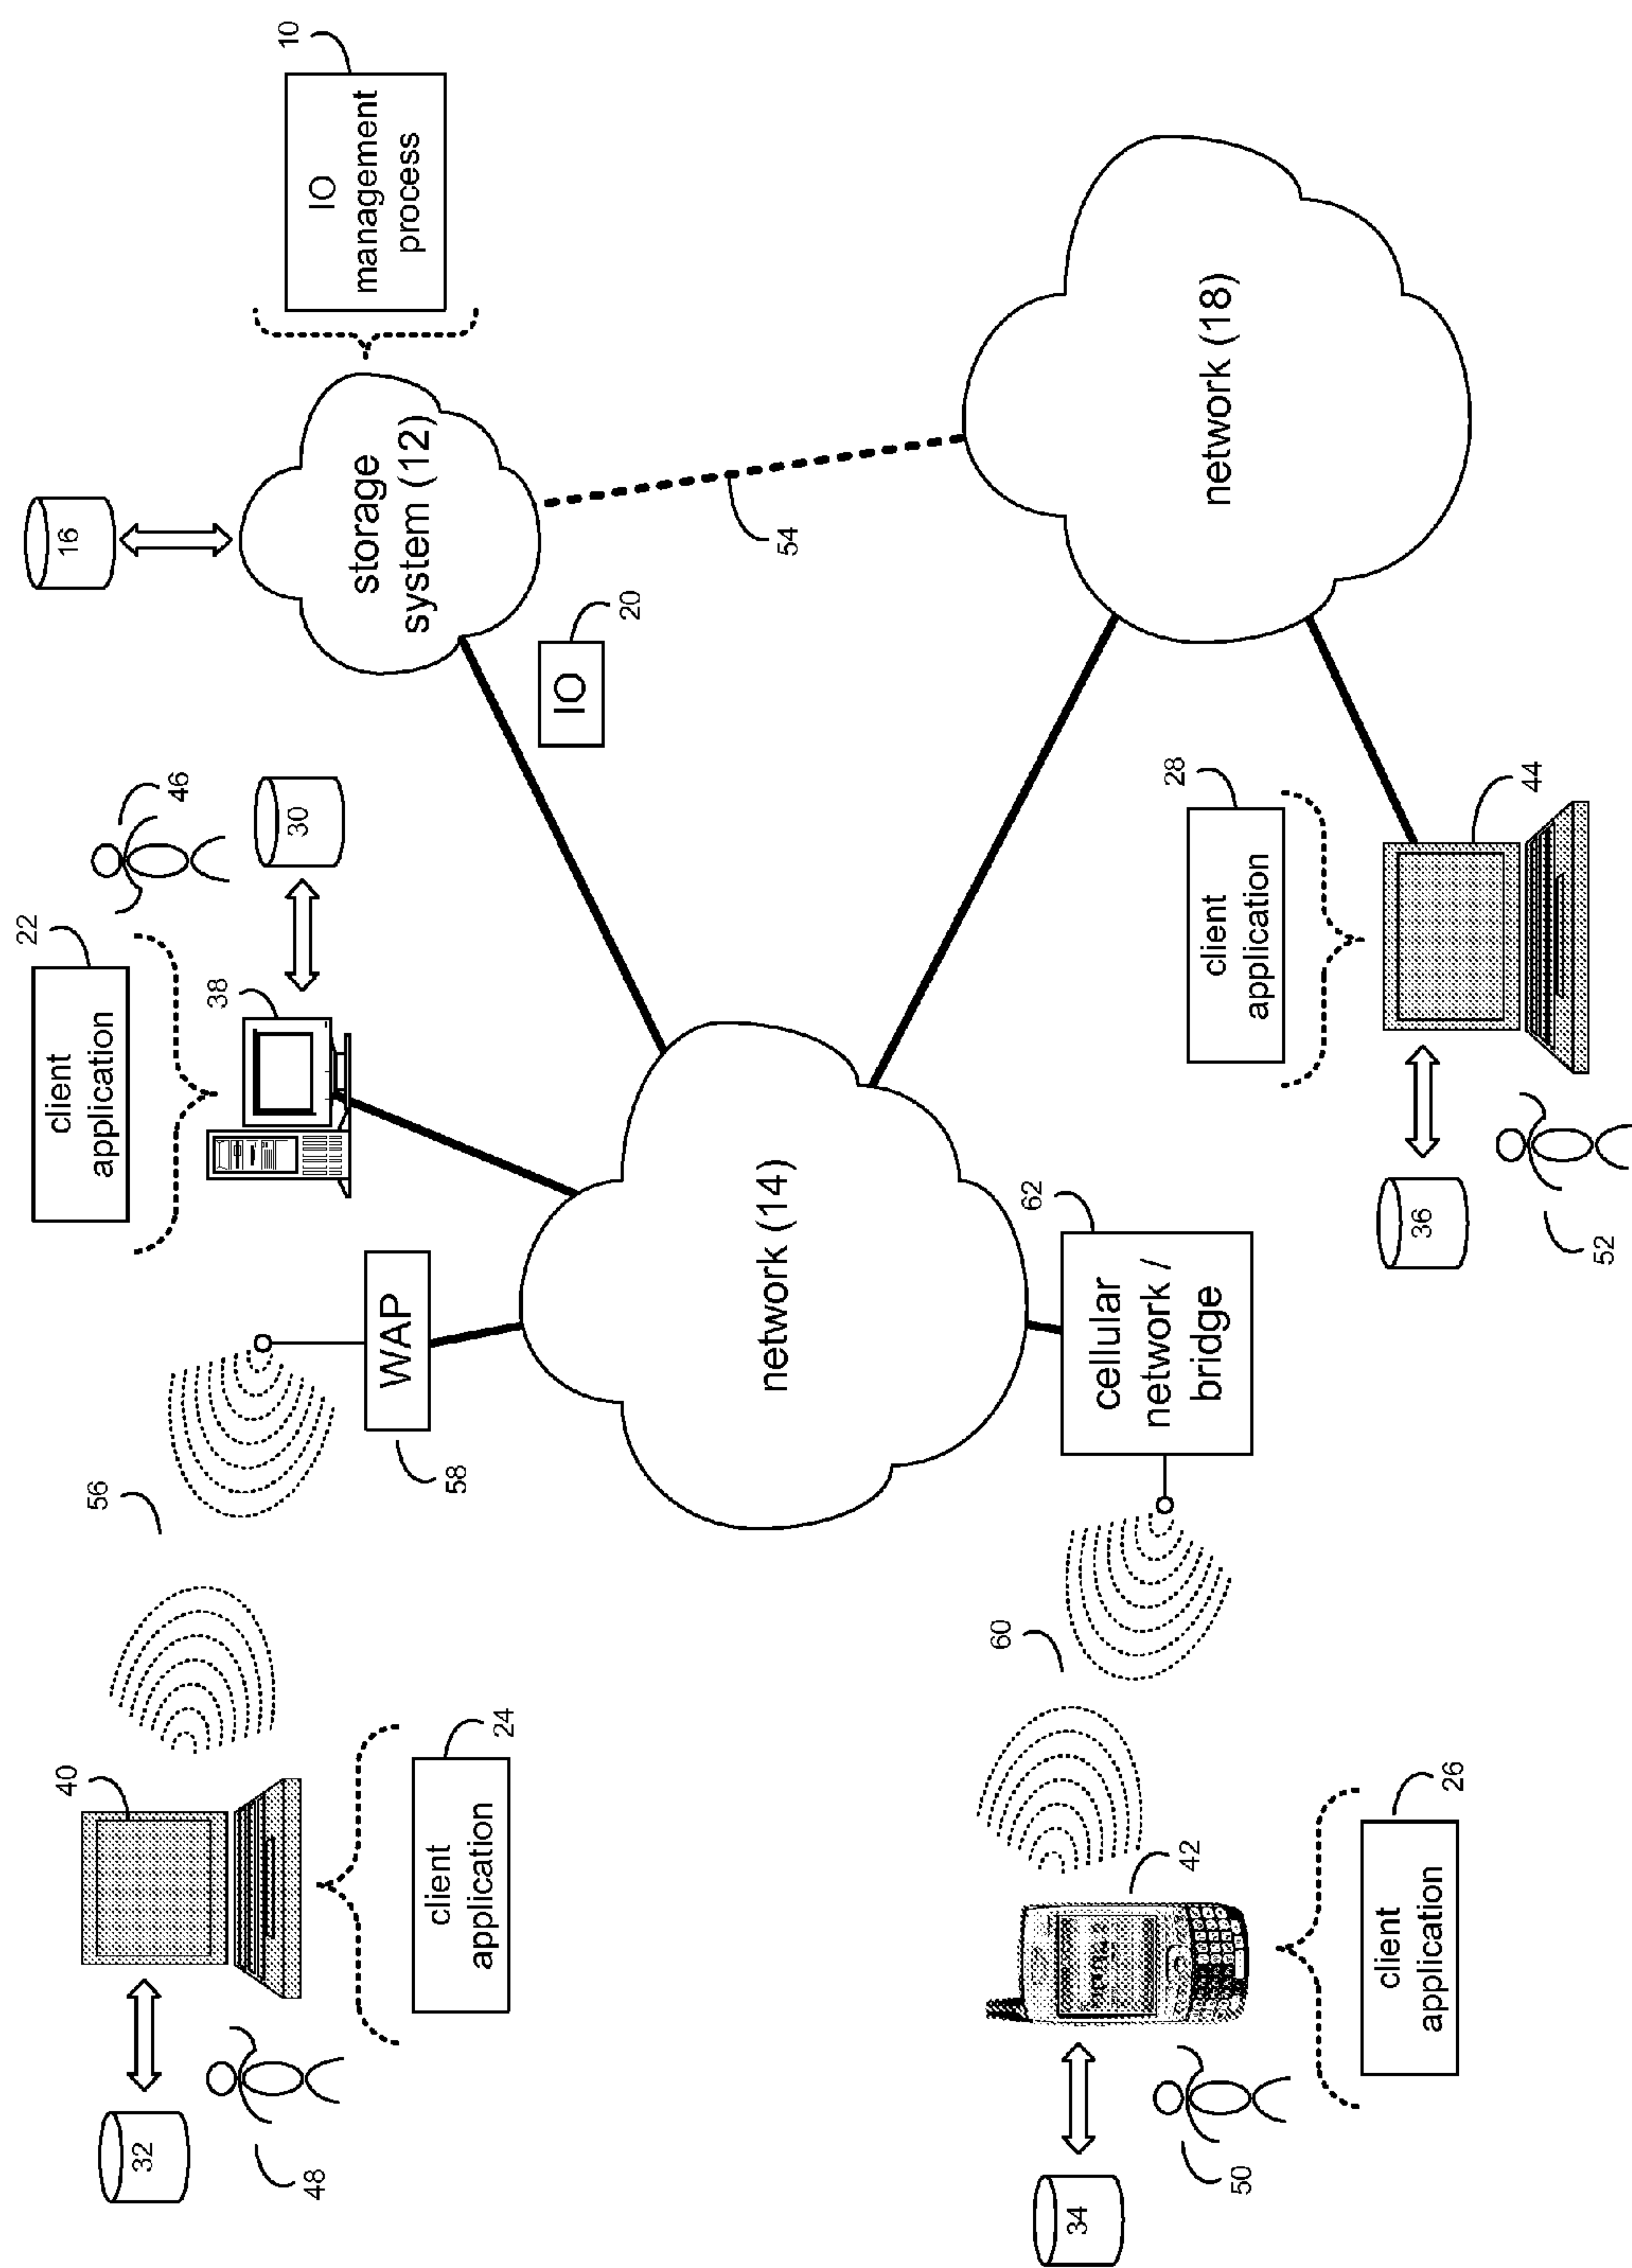 22
client
application
16
40
56
32
46
38
10
30
48
IO
management
process
storage
system (12)
WAP
58
client
application
24
IO
20
network (14)
54
60
62
34
cellular
network /
bridge
network (18)
28
client
application
42
50
client
application
26
36
44
52